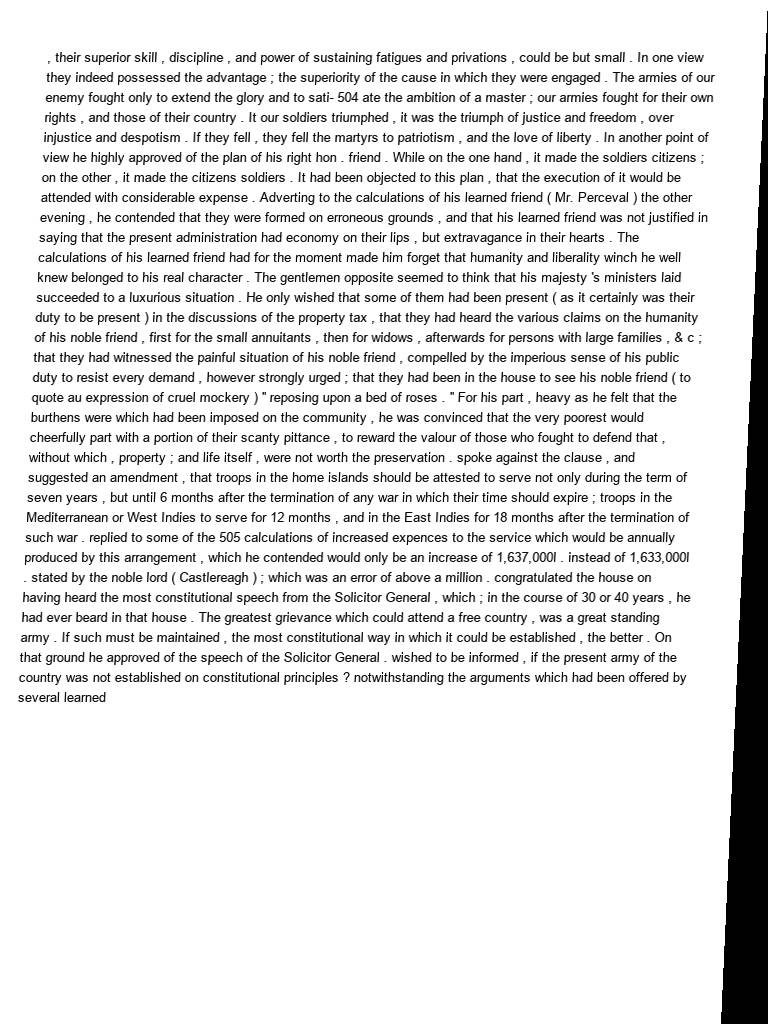 , their superior skill , discipline , and power of sustaining fatigues and privations , could be but small . In one view
they indeed possessed the advantage ; the superiority of the cause in which they were engaged . The armies of our
enemy fought only to extend the glory and to sati- 504 ate the ambition of a master ; our armies fought for their own
rights , and those of their country . It our soldiers triumphed , it was the triumph of justice and freedom , over
injustice and despotism . If they fell , they fell the martyrs to patriotism , and the love of liberty . In another point of
view he highly approved of the plan of his right hon . friend . While on the one hand , it made the soldiers citizens ;
on the other , it made the citizens soldiers . It had been objected to this plan , that the execution of it would be
attended with considerable expense . Adverting to the calculations of his learned friend ( Mr. Perceval ) the other
evening , he contended that they were formed on erroneous grounds , and that his learned friend was not justified in
saying that the present administration had economy on their lips , but extravagance in their hearts . The
calculations of his learned friend had for the moment made him forget that humanity and liberality winch he well
knew belonged to his real character . The gentlemen opposite seemed to think that his majesty 's ministers laid
succeeded to a luxurious situation . He only wished that some of them had been present ( as it certainly was their
duty to be present ) in the discussions of the property tax , that they had heard the various claims on the humanity
of his noble friend , first for the small annuitants , then for widows , afterwards for persons with large families , & c ;
that they had witnessed the painful situation of his noble friend , compelled by the imperious sense of his public
duty to resist every demand , however strongly urged ; that they had been in the house to see his noble friend ( to
quote au expression of cruel mockery ) " reposing upon a bed of roses . " For his part , heavy as he felt that the
burthens were which had been imposed on the community , he was convinced that the very poorest would
cheerfully part with a portion of their scanty pittance , to reward the valour of those who fought to defend that ,
without which , property ; and life itself , were not worth the preservation . spoke against the clause , and
suggested an amendment , that troops in the home islands should be attested to serve not only during the term of
seven years , but until 6 months after the termination of any war in which their time should expire ; troops in the
Mediterranean or West Indies to serve for 12 months , and in the East Indies for 18 months after the termination of
such war . replied to some of the 505 calculations of increased expences to the service which would be annually
produced by this arrangement , which he contended would only be an increase of 1,637,000l . instead of 1,633,000l
. stated by the noble lord ( Castlereagh ) ; which was an error of above a million . congratulated the house on
having heard the most constitutional speech from the Solicitor General , which ; in the course of 30 or 40 years , he
had ever beard in that house . The greatest grievance which could attend a free country , was a great standing
army . If such must be maintained , the most constitutional way in which it could be established , the better . On
that ground he approved of the speech of the Solicitor General . wished to be informed , if the present army of the
country was not established on constitutional principles ? notwithstanding the arguments which had been offered by
several learned